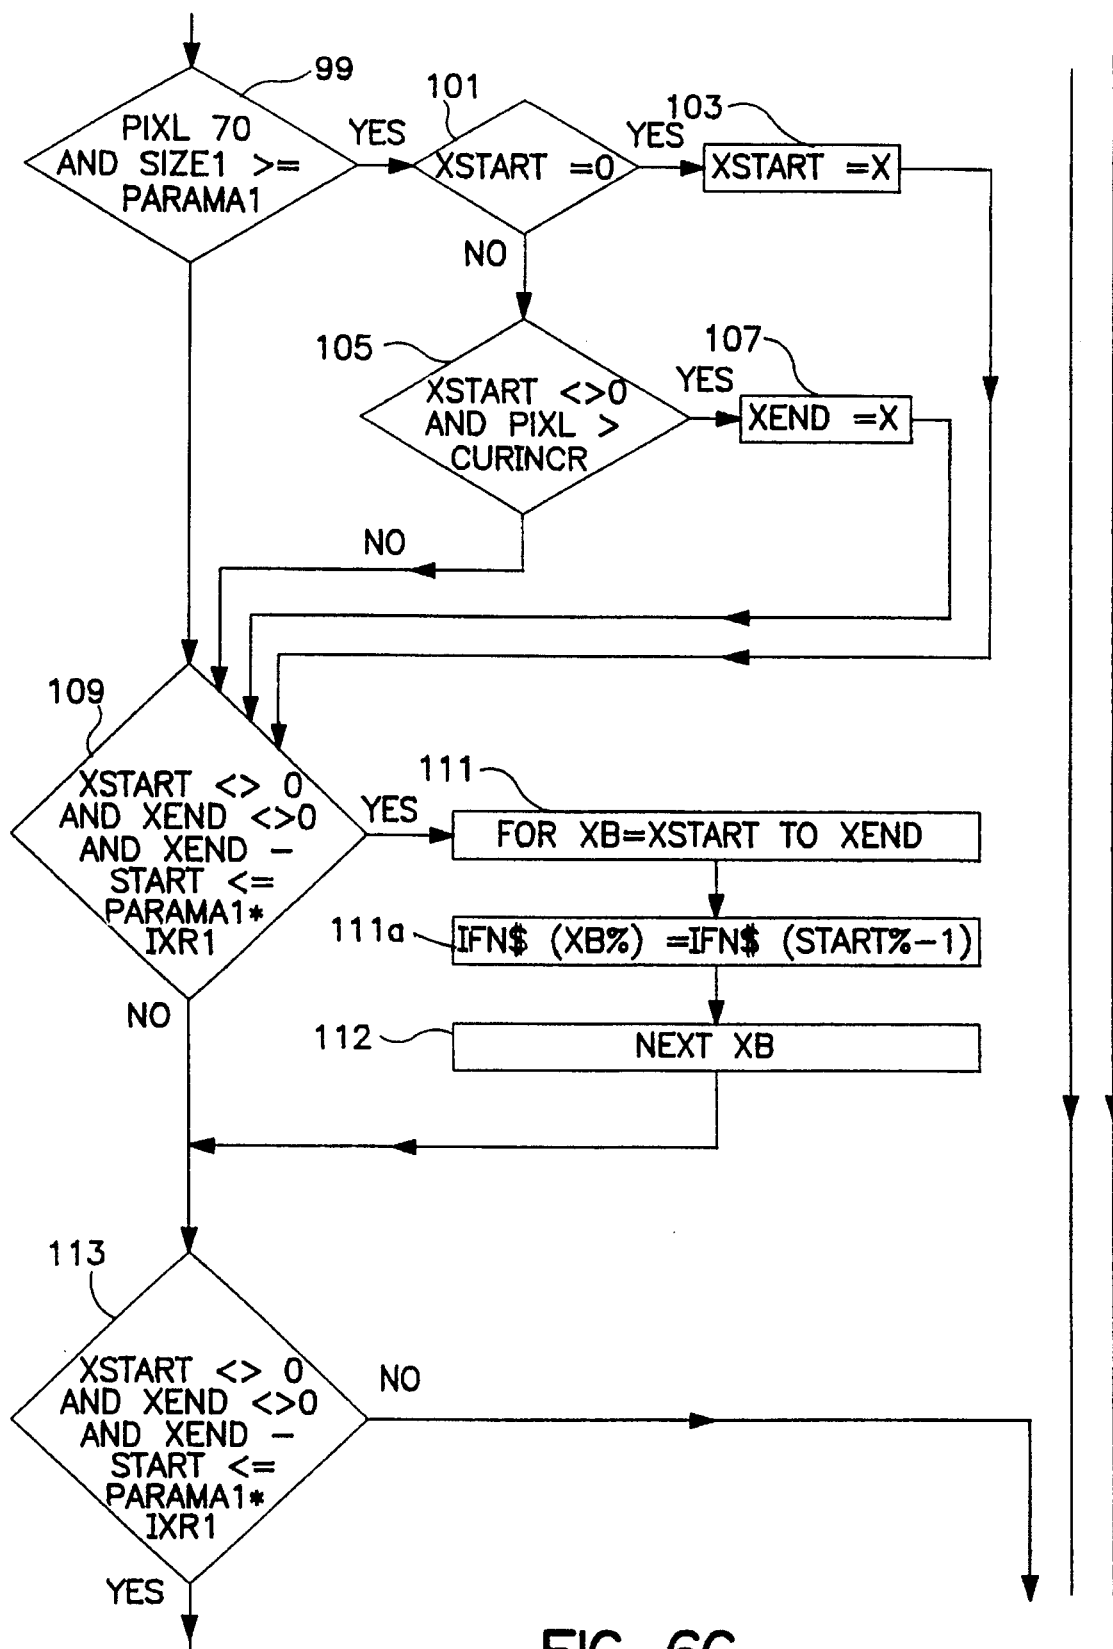 99
PIXL 70
AND SIZE1 >=
PARAMA1
YES
101
XSTART =0
YES
103
XSTART =X
NO
105
XSTART <>0
AND PIXL >
CURINCR
YES
107
XEND =X
NO
109
XSTART <> 0
AND XEND <>0
AND XEND -
START <=
PARAMA1*
IXR1
YES
111
FOR XB=XSTART TO XEND
111a
IFN$ (XB%) =IFN$ (START%-1)
112
NEXT XB
NO
113
XSTART <> 0
AND XEND <>0
AND XEND -
START <=
PARAMA1*
IXR1
NO
YES
FIG. 6C